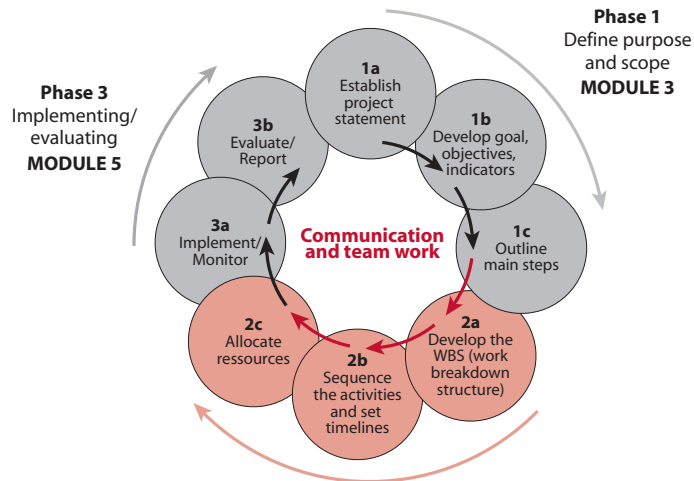 Phase 1
Define purpose
and scope
MODULE 3
1a
Establish
project
statement
1b
Develop goal,
objectives,
indicators
1c
Outline
main steps
2a
Develop the
WBS (work
breakdown
structure)
2b
Sequence
the activities
and set
timelines
2c
Allocate
ressources
3a
Implement/
Monitor
3b
Evaluate/
Report
Phase 3
Implementing/
evaluating
MODULE 5
Communication
and team work